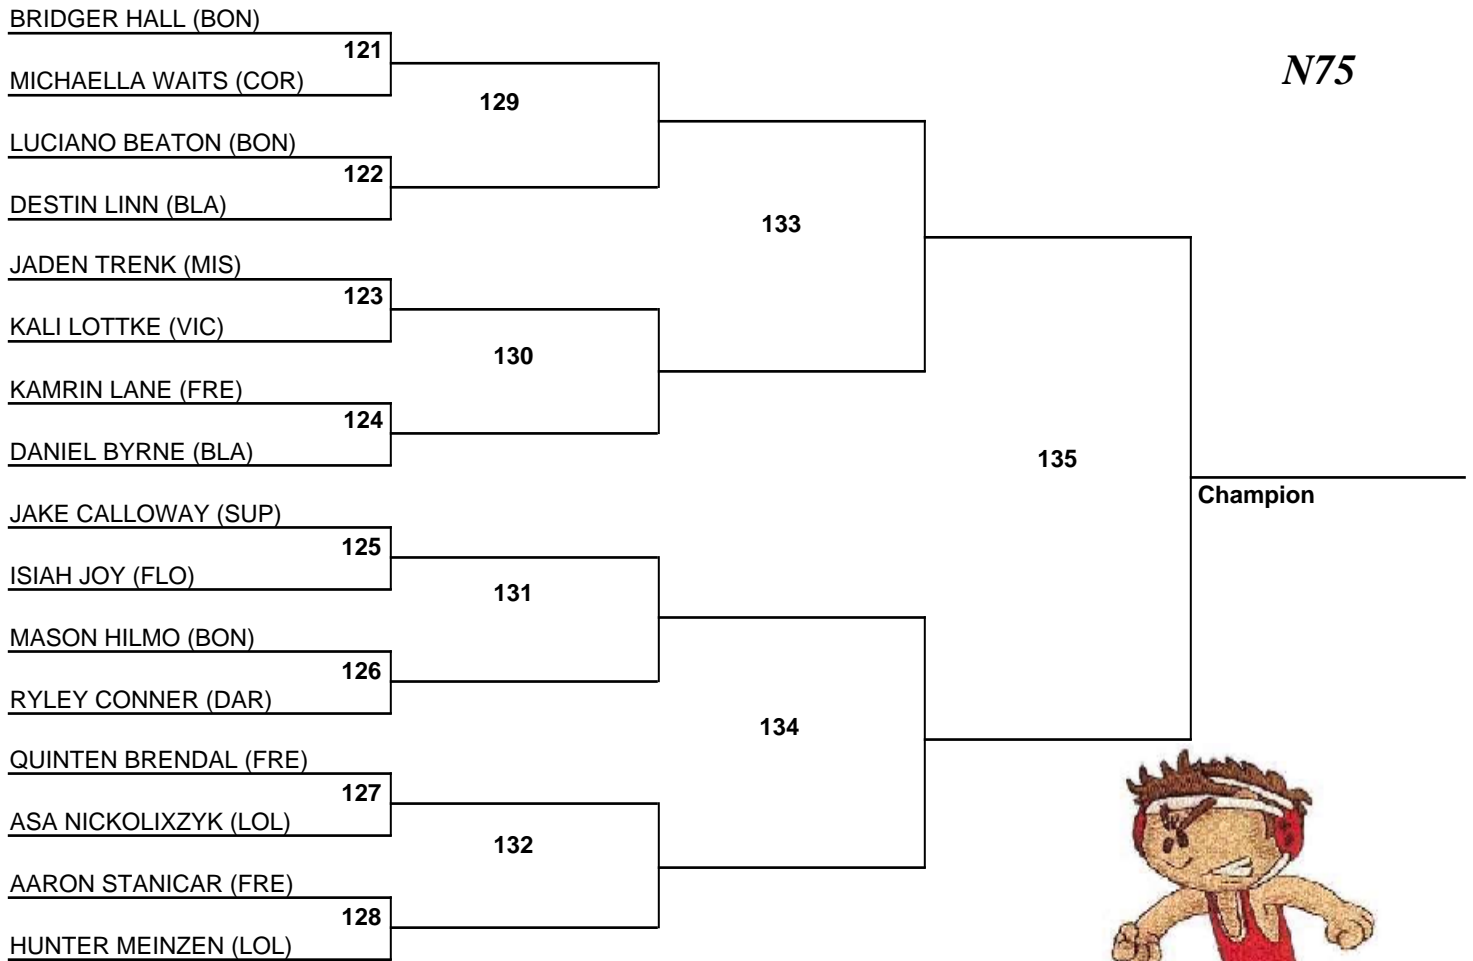 BRIDGER HALL (BON)
121
N75
MICHAELLA WAITS (COR)
129
LUCIANO BEATON (BON)
122
DESTIN LINN (BLA)
133
JADEN TRENK (MIS)
123
KALI LOTTKE (VIC)
130
KAMRIN LANE (FRE)
124
DANIEL BYRNE (BLA)
135
Champion
JAKE CALLOWAY (SUP)
125
ISIAH JOY (FLO)
131
MASON HILMO (BON)
126
RYLEY CONNER (DAR)
134
QUINTEN BRENDAL (FRE)
127
ASA NICKOLIXZYK (LOL)
132
AARON STANICAR (FRE)
128
HUNTER MEINZEN (LOL)